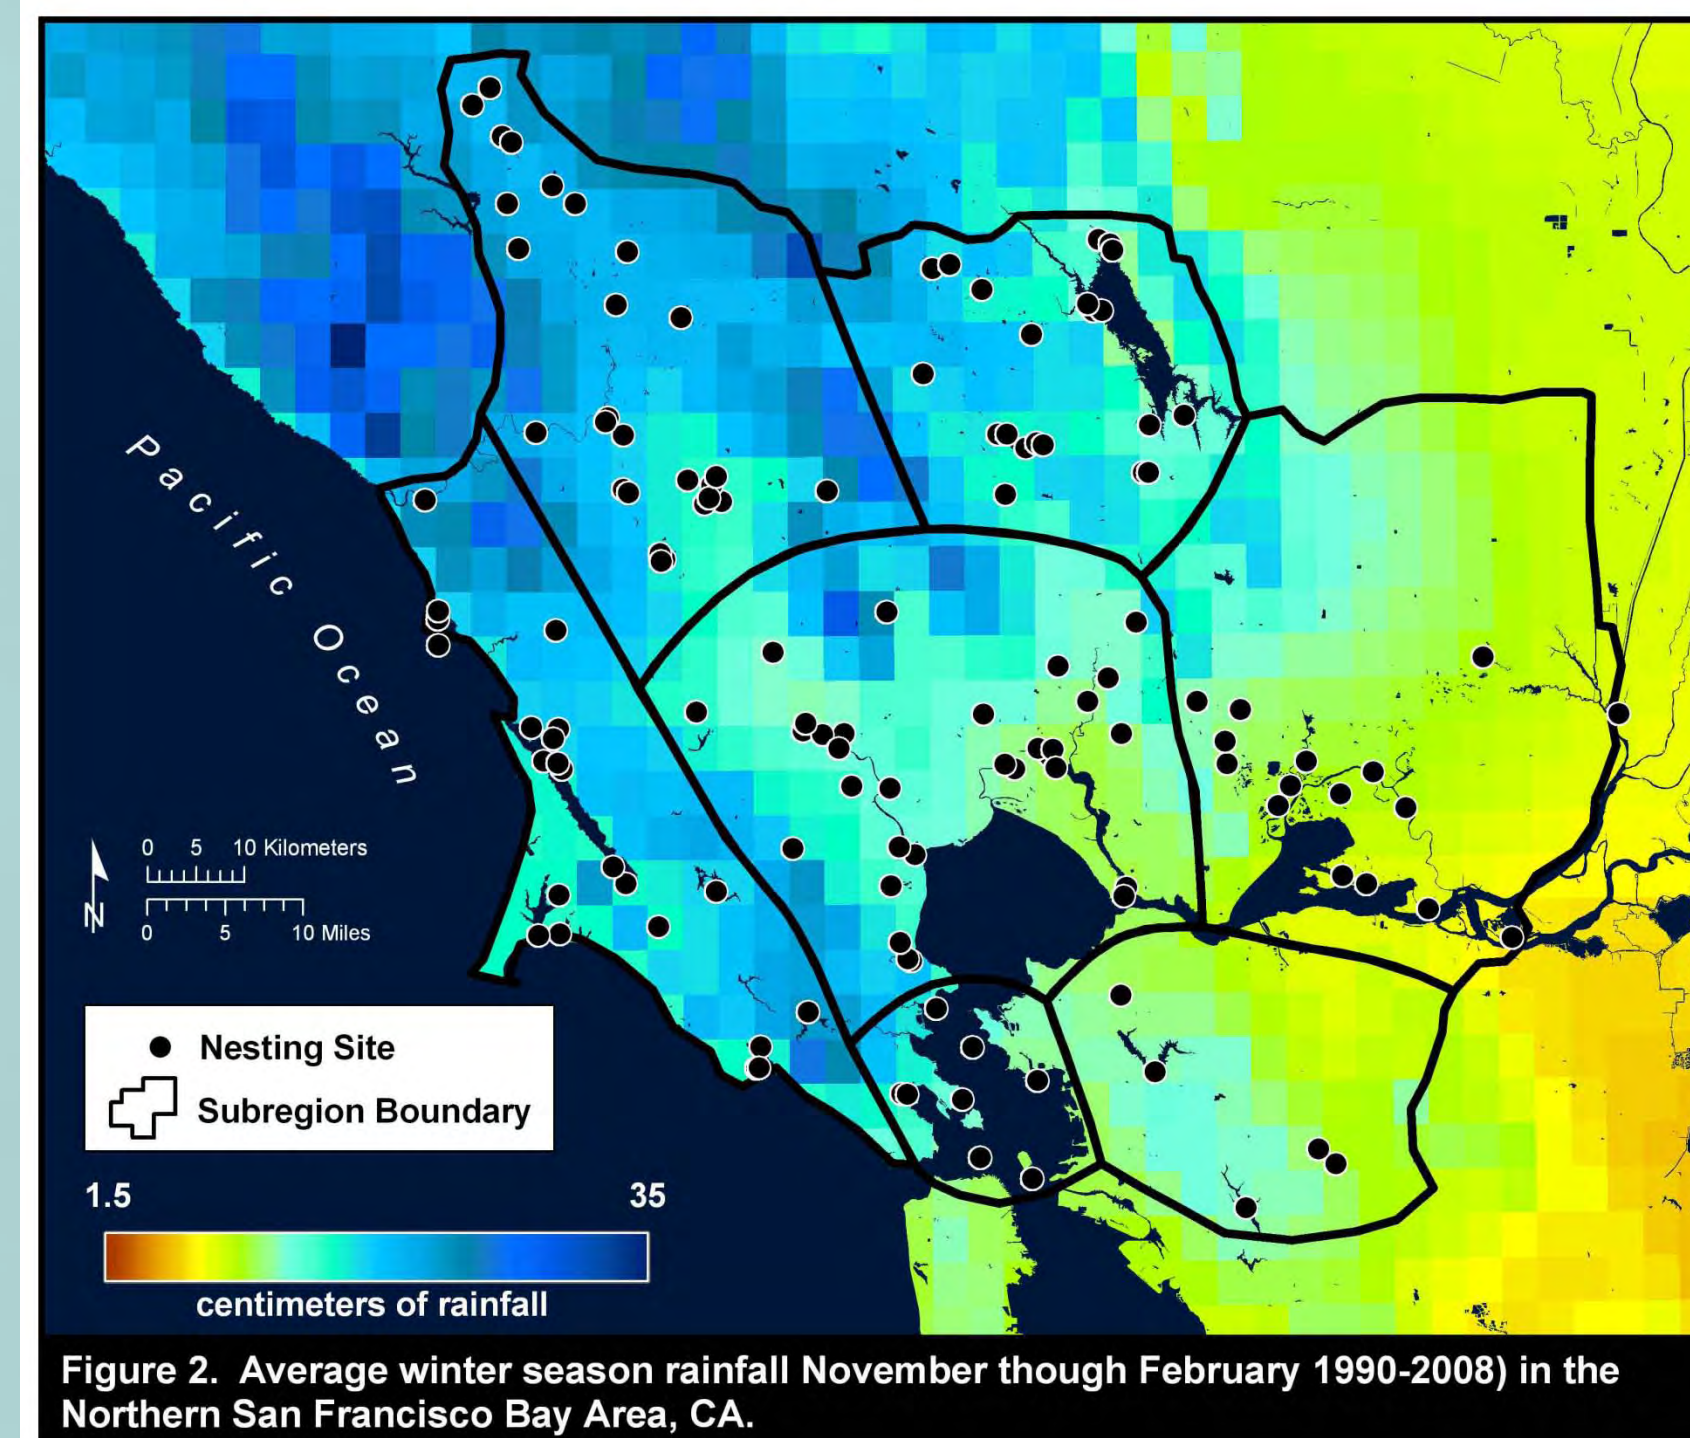 Pacific Ocean
0 5 10 Kilometers
N
0 5 10 Miles
Nesting Site
Subregion Boundary
1.5 35
centimeters of rainfall
Figure 2. Average winter season rainfall November though February 1990-2008) in the
Northern San Francisco Bay Area, CA.